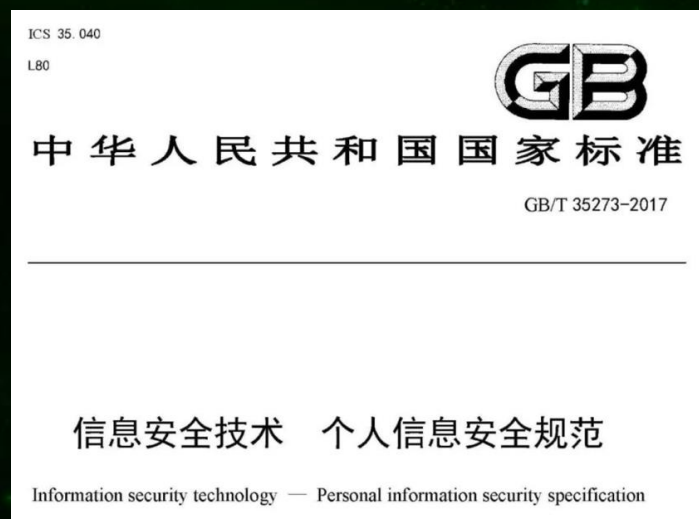 ICS 35.040
L80
GB
中华人民共和国国家标准
GB/T 35273-2017
信息安全技术 个人信息安全规范
Information security technology — Personal information security specification